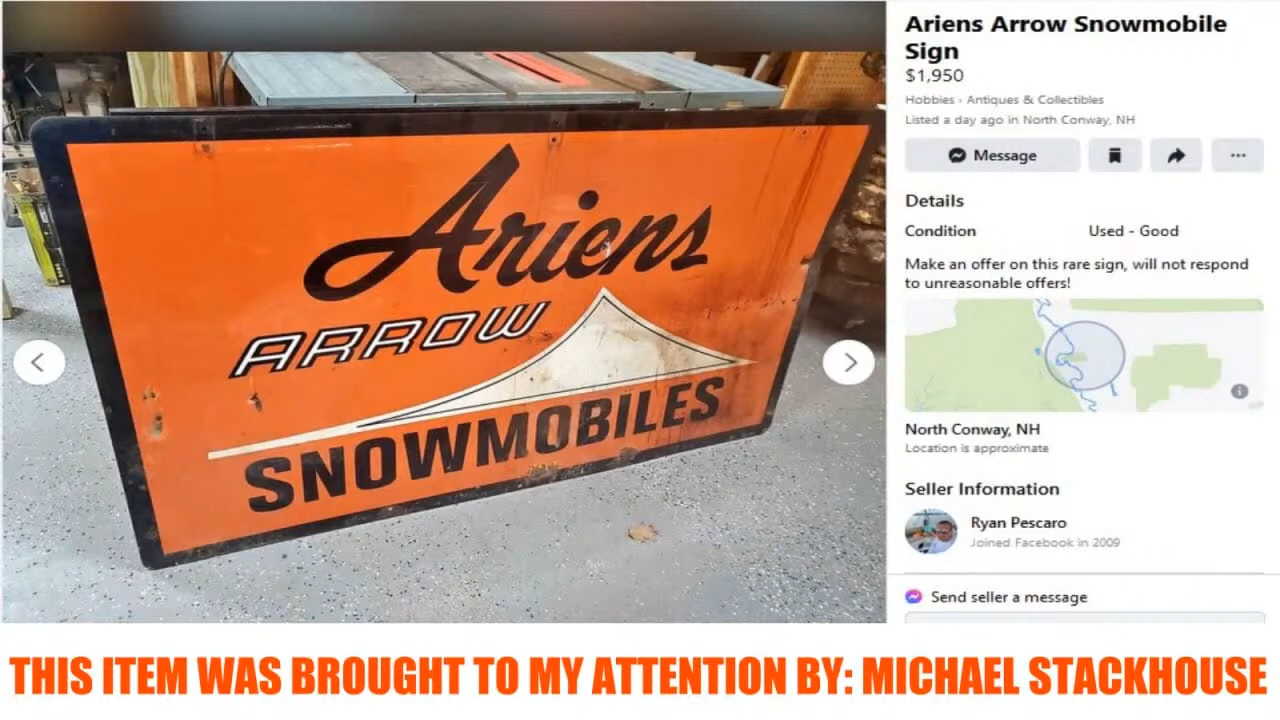 Ariens
ARROW
SNOWMOBILES
Ariens Arrow Snowmobile
Sign
$1,950
Hobbies › Antiques & Collectibles
Listed a day ago in North Conway, NH
Message
Details
Condition Used - Good
Make an offer on this rare sign, will not respond
to unreasonable offers!
North Conway, NH
Location is approximate
Seller Information
Ryan Pescaro
Joined Facebook in 2009
Send seller a message
THIS ITEM WAS BROUGHT TO MY ATTENTION BY: MICHAEL STACKHOUSE